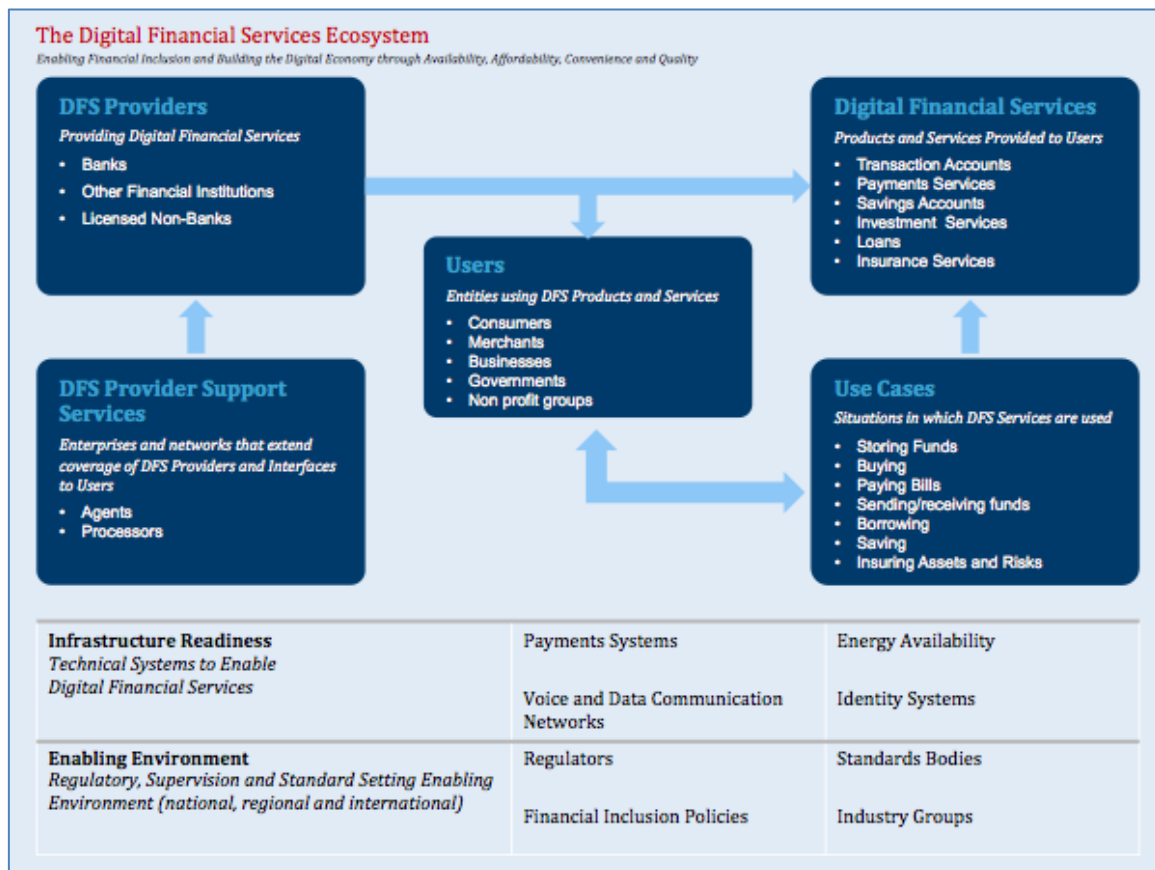 The Digital Financial Services Ecosystem
Enabling Financial Inclusion and Building the Digital Economy through Availability, Affordability, Convenience and Quality
DFS Providers
Providing Digital Financial Services
• Banks
• Other Financial Institutions
• Licensed Non-Banks
Digital Financial Services
Products and Services Provided to Users
• Transaction Accounts
• Payments Services
• Savings Accounts
• Investment Services
• Loans
• Insurance Services
Users
Entities using DFS Products and Services
• Consumers
• Merchants
• Businesses
• Governments
• Non profit groups
DFS Provider Support
Services
Enterprises and networks that extend
coverage of DFS Providers and Interfaces
to Users
• Agents
• Processors
Use Cases
Situations in which DFS Services are used
• Storing Funds
• Buying
• Paying Bills
• Sending/receiving funds
• Borrowing
• Saving
• Insuring Assets and Risks
Infrastructure Readiness
Technical Systems to Enable
Digital Financial Services
Payments Systems
Voice and Data Communication
Networks
Energy Availability
Identity Systems
Enabling Environment
Regulatory, Supervision and Standard Setting Enabling
Environment (national, regional and international)
Regulators
Financial Inclusion Policies
Standards Bodies
Industry Groups